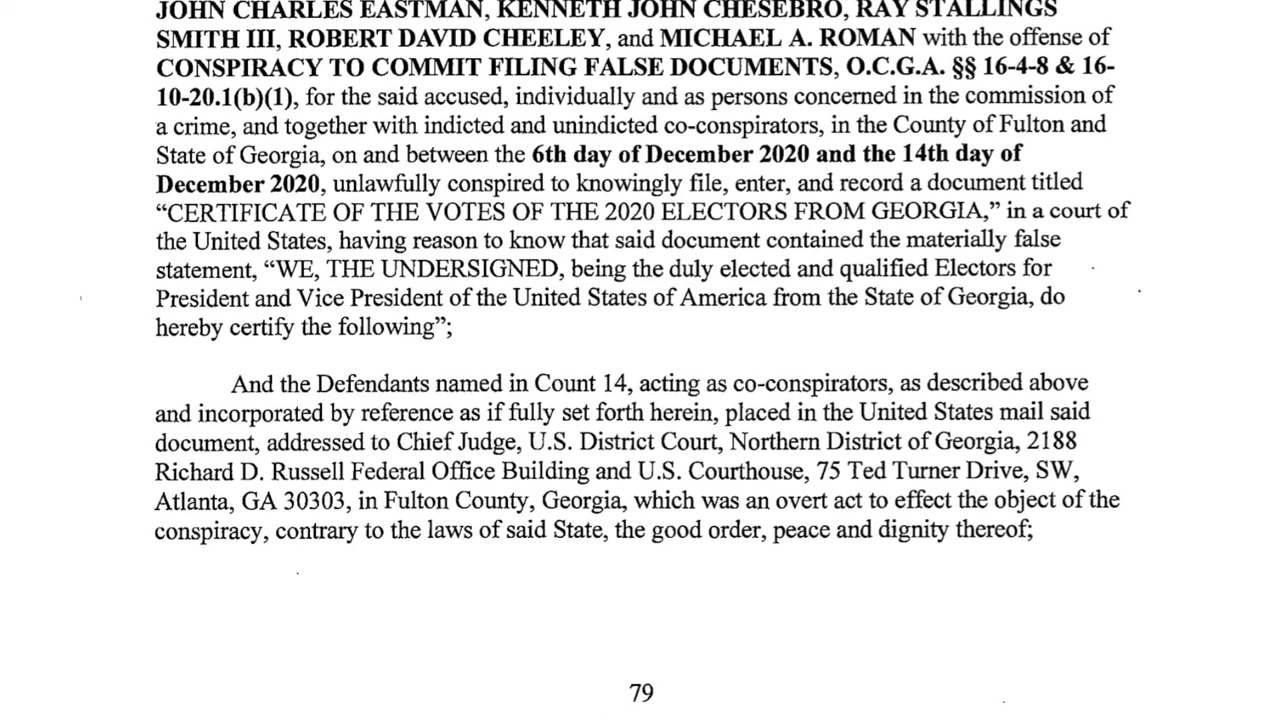 JOHN CHARLES EASTMAN, KENNETH JOHN CHESEBRO, RAY STALLINGS
SMITH III, ROBERT DAVID CHEELEY, and MICHAEL A. ROMAN with the offense of
CONSPIRACY TO COMMIT FILING FALSE DOCUMENTS, O.C.G.A. §§ 16-4-8 & 16-
10-20.1(b)(1), for the said accused, individually and as persons concerned in the commission of
a crime, and together with indicted and unindicted co-conspirators, in the County of Fulton and
State of Georgia, on and between the 6th day of December 2020 and the 14th day of
December 2020, unlawfully conspired to knowingly file, enter, and record a document titled
“CERTIFICATE OF THE VOTES OF THE 2020 ELECTORS FROM GEORGIA,” in a court of
the United States, having reason to know that said document contained the materially false
statement, “WE, THE UNDERSIGNED, being the duly elected and qualified Electors for
President and Vice President of the United States of America from the State of Georgia, do
hereby certify the following”;
And the Defendants named in Count 14, acting as co-conspirators, as described above
and incorporated by reference as if fully set forth herein, placed in the United States mail said
document, addressed to Chief Judge, U.S. District Court, Northern District of Georgia, 2188
Richard D. Russell Federal Office Building and U.S. Courthouse, 75 Ted Turner Drive, SW,
Atlanta, GA 30303, in Fulton County, Georgia, which was an overt act to effect the object of the
conspiracy, contrary to the laws of said State, the good order, peace and dignity thereof;
79